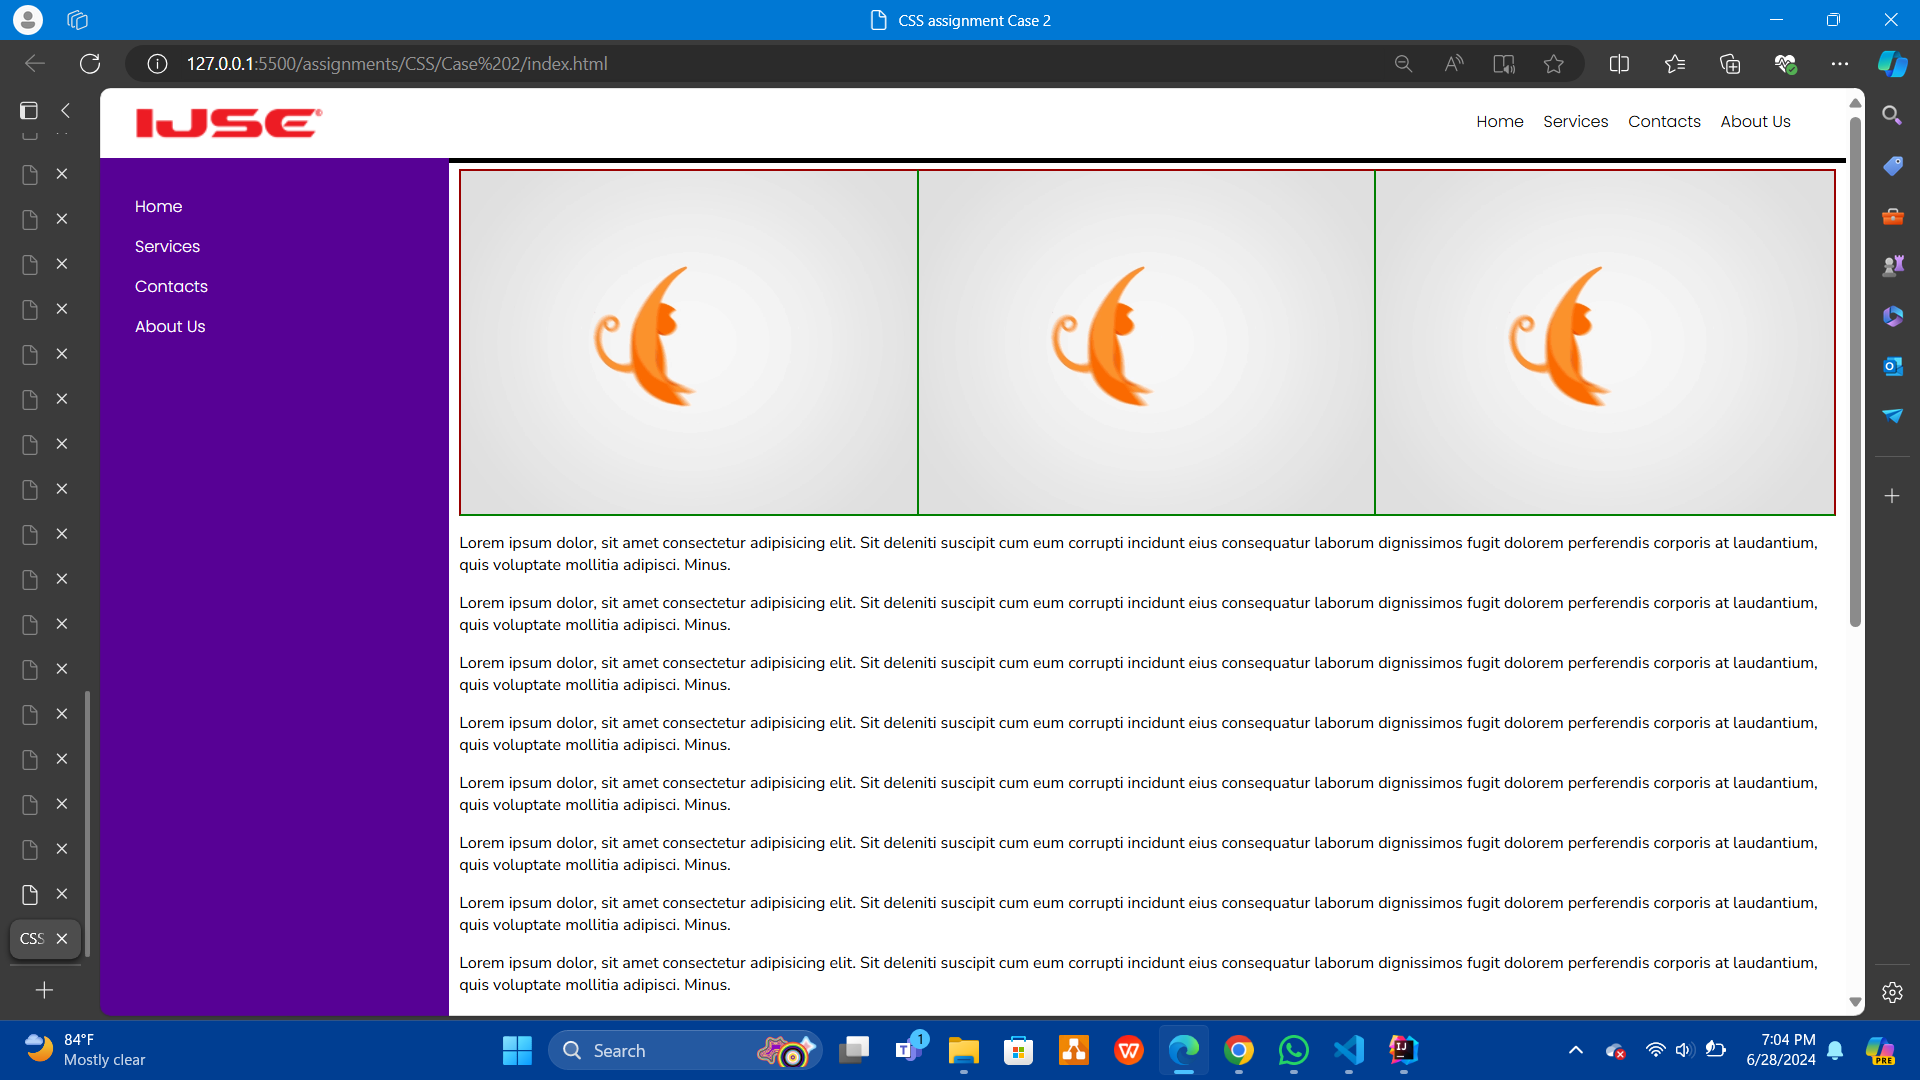 CSS assignment Case 2
127.0.0.1:5500/assignments/CSS/Case%202/index.html
IJSE®
Home Services Contacts About Us
Home
Services
Contacts
About Us
Lorem ipsum dolor, sit amet consectetur adipisicing elit. Sit deleniti suscipit cum eum corrupti incidunt eius consequatur laborum dignissimos fugit dolorem perferendis corporis at laudantium,
quis voluptate mollitia adipisci. Minus.
Lorem ipsum dolor, sit amet consectetur adipisicing elit. Sit deleniti suscipit cum eum corrupti incidunt eius consequatur laborum dignissimos fugit dolorem perferendis corporis at laudantium,
quis voluptate mollitia adipisci. Minus.
Lorem ipsum dolor, sit amet consectetur adipisicing elit. Sit deleniti suscipit cum eum corrupti incidunt eius consequatur laborum dignissimos fugit dolorem perferendis corporis at laudantium,
quis voluptate mollitia adipisci. Minus.
Lorem ipsum dolor, sit amet consectetur adipisicing elit. Sit deleniti suscipit cum eum corrupti incidunt eius consequatur laborum dignissimos fugit dolorem perferendis corporis at laudantium,
quis voluptate mollitia adipisci. Minus.
Lorem ipsum dolor, sit amet consectetur adipisicing elit. Sit deleniti suscipit cum eum corrupti incidunt eius consequatur laborum dignissimos fugit dolorem perferendis corporis at laudantium,
quis voluptate mollitia adipisci. Minus.
Lorem ipsum dolor, sit amet consectetur adipisicing elit. Sit deleniti suscipit cum eum corrupti incidunt eius consequatur laborum dignissimos fugit dolorem perferendis corporis at laudantium,
quis voluptate mollitia adipisci. Minus.
Lorem ipsum dolor, sit amet consectetur adipisicing elit. Sit deleniti suscipit cum eum corrupti incidunt eius consequatur laborum dignissimos fugit dolorem perferendis corporis at laudantium,
quis voluptate mollitia adipisci. Minus.
Lorem ipsum dolor, sit amet consectetur adipisicing elit. Sit deleniti suscipit cum eum corrupti incidunt eius consequatur laborum dignissimos fugit dolorem perferendis corporis at laudantium,
quis voluptate mollitia adipisci. Minus.
CSS
84°F
Mostly clear
Search
1
7:04 PM
6/28/2024
PRE